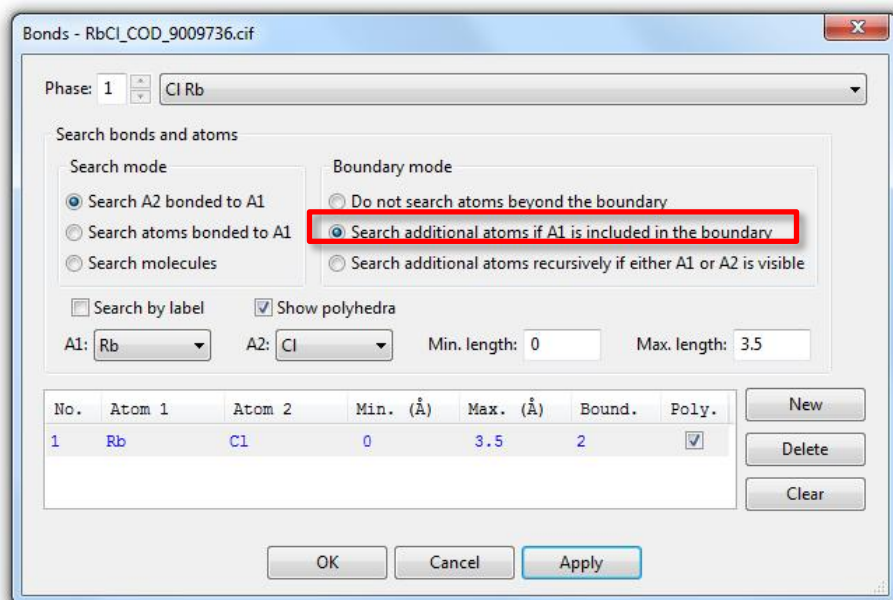 Bonds - RbCl_COD_9009736.cif
Phase: 1 Cl Rb
Search bonds and atoms
Search mode
Boundary mode
Search A2 bonded to A1
Do not search atoms beyond the boundary
Search atoms bonded to A1
Search additional atoms if A1 is included in the boundary
Search molecules
Search additional atoms recursively if either A1 or A2 is visible
Search by label Show polyhedra
A1: Rb A2: Cl Min. length: 0 Max. length: 3.5
No. Atom 1 Atom 2 Min. (Å) Max. (Å) Bound. Poly.
1 Rb Cl 0 3.5 2
New
Delete
Clear
OK Cancel Apply